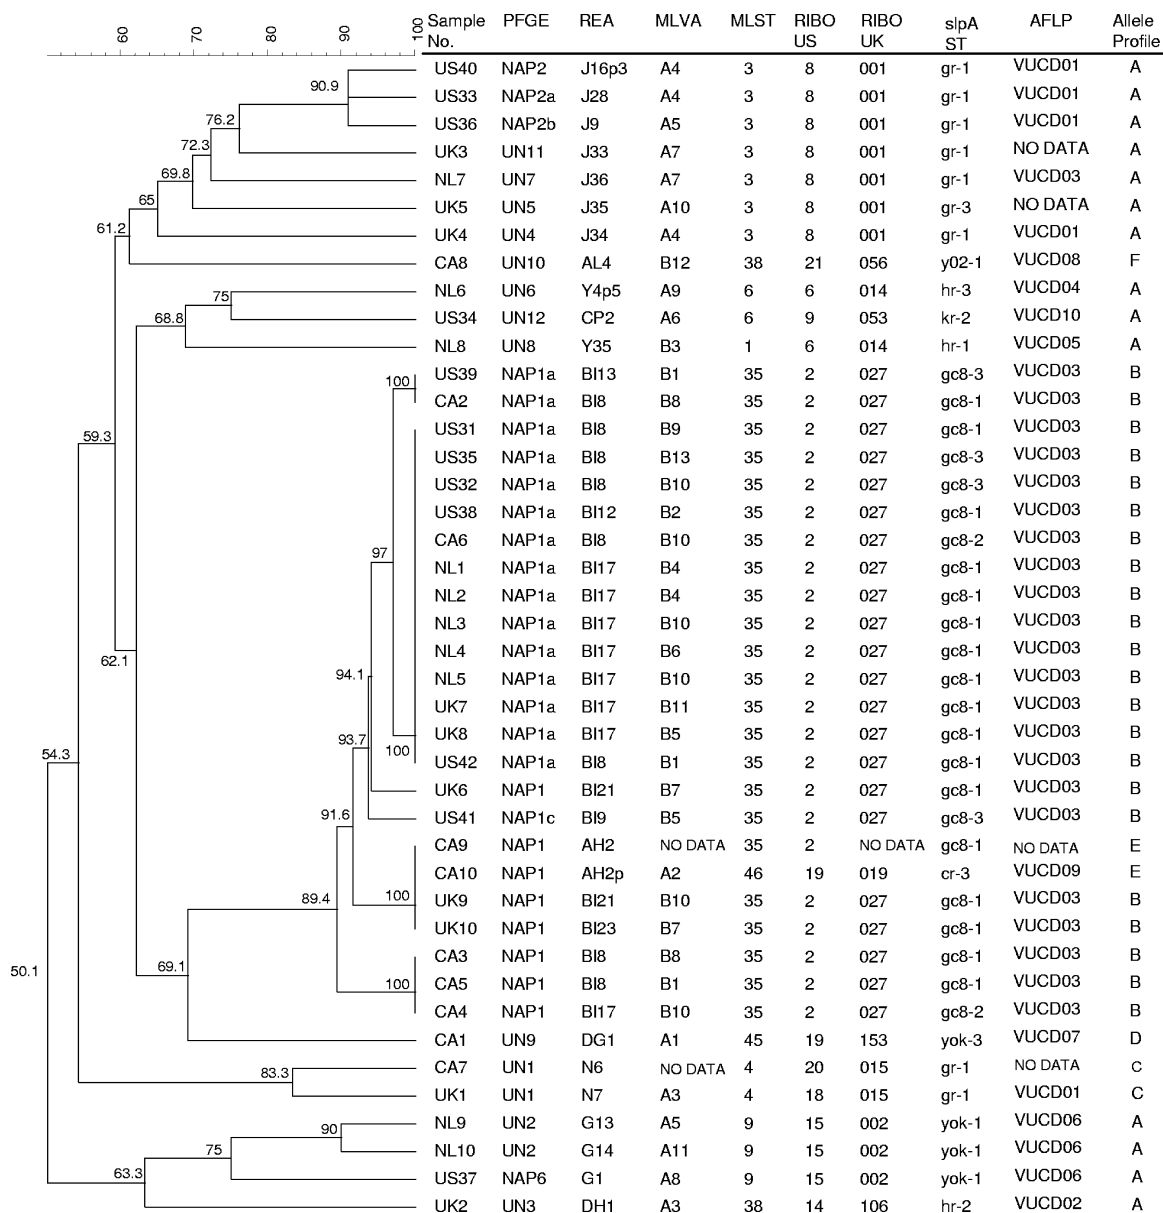 60 70 80 90 100
Sample No. PFGE REA MLVA MLST RIBO US RIBO UK slpA ST AFLP Allele Profile
US40 NAP2 J16p3 A4 3 8 001 gr-1 VUCD01 A
90.9
US33 NAP2a J28 A4 3 8 001 gr-1 VUCD01 A
76.2
US36 NAP2b J9 A5 3 8 001 gr-1 VUCD01 A
72.3
UK3 UN11 J33 A7 3 8 001 gr-1 NO DATA A
69.8
NL7 UN7 J36 A7 3 8 001 gr-1 VUCD03 A
65
UK5 UN5 J35 A10 3 8 001 gr-3 NO DATA A
61.2
UK4 UN4 J34 A4 3 8 001 gr-1 VUCD01 A
CA8 UN10 AL4 B12 38 21 056 y02-1 VUCD08 F
NL6 UN6 Y4p5 A9 6 6 014 hr-3 VUCD04 A
75
68.8
US34 UN12 CP2 A6 6 9 053 kr-2 VUCD10 A
NL8 UN8 Y35 B3 1 6 014 hr-1 VUCD05 A
US39 NAP1a BI13 B1 35 2 027 gc8-3 VUCD03 B
100
CA2 NAP1a BI8 B8 35 2 027 gc8-1 VUCD03 B
US31 NAP1a BI8 B9 35 2 027 gc8-1 VUCD03 B
59.3
US35 NAP1a BI8 B13 35 2 027 gc8-3 VUCD03 B
US32 NAP1a BI8 B10 35 2 027 gc8-3 VUCD03 B
US38 NAP1a BI12 B2 35 2 027 gc8-1 VUCD03 B
CA6 NAP1a BI8 B10 35 2 027 gc8-2 VUCD03 B
97
NL1 NAP1a BI17 B4 35 2 027 gc8-1 VUCD03 B
NL2 NAP1a BI17 B4 35 2 027 gc8-1 VUCD03 B
NL3 NAP1a BI17 B10 35 2 027 gc8-1 VUCD03 B
NL4 NAP1a BI17 B6 35 2 027 gc8-1 VUCD03 B
62.1
94.1
NL5 NAP1a BI17 B10 35 2 027 gc8-1 VUCD03 B
UK7 NAP1a BI17 B11 35 2 027 gc8-1 VUCD03 B
UK8 NAP1a BI17 B5 35 2 027 gc8-1 VUCD03 B
54.3
93.7
100
US42 NAP1a BI8 B1 35 2 027 gc8-1 VUCD03 B
UK6 NAP1 BI21 B7 35 2 027 gc8-1 VUCD03 B
91.6
US41 NAP1c BI9 B5 35 2 027 gc8-3 VUCD03 B
CA9 NAP1 AH2 NO DATA 35 2 NO DATA gc8-1 NO DATA E
CA10 NAP1 AH2p A2 46 19 019 cr-3 VUCD09 E
89.4
100
UK9 NAP1 BI21 B10 35 2 027 gc8-1 VUCD03 B
UK10 NAP1 BI23 B7 35 2 027 gc8-1 VUCD03 B
CA3 NAP1 BI8 B8 35 2 027 gc8-1 VUCD03 B
50.1
69.1
100
CA5 NAP1 BI8 B1 35 2 027 gc8-1 VUCD03 B
CA4 NAP1 BI17 B10 35 2 027 gc8-2 VUCD03 B
CA1 UN9 DG1 A1 45 19 153 yok-3 VUCD07 D
CA7 UN1 N6 NO DATA 4 20 015 gr-1 NO DATA C
83.3
UK1 UN1 N7 A3 4 18 015 gr-1 VUCD01 C
NL9 UN2 G13 A5 9 15 002 yok-1 VUCD06 A
90
NL10 UN2 G14 A11 9 15 002 yok-1 VUCD06 A
75
63.3
US37 NAP6 G1 A8 9 15 002 yok-1 VUCD06 A
UK2 UN3 DH1 A3 38 14 106 hr-2 VUCD02 A